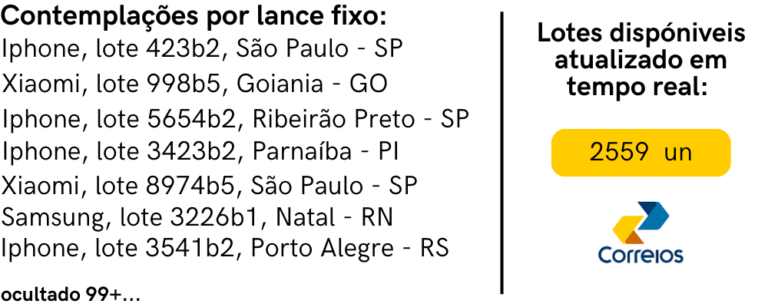 Contemplações por lance fixo:
Iphone, lote 423b2, São Paulo - SP
Xiaomi, lote 998b5, Goiania - GO
Iphone, lote 5654b2, Ribeirão Preto - SP
Iphone, lote 3423b2, Parnaíba - PI
Xiaomi, lote 8974b5, São Paulo - SP
Samsung, lote 3226b1, Natal - RN
Iphone, lote 3541b2, Porto Alegre - RS
ocultado 99+...
Lotes dispóniveis
atualizado em
tempo real:
2559 un
Correios